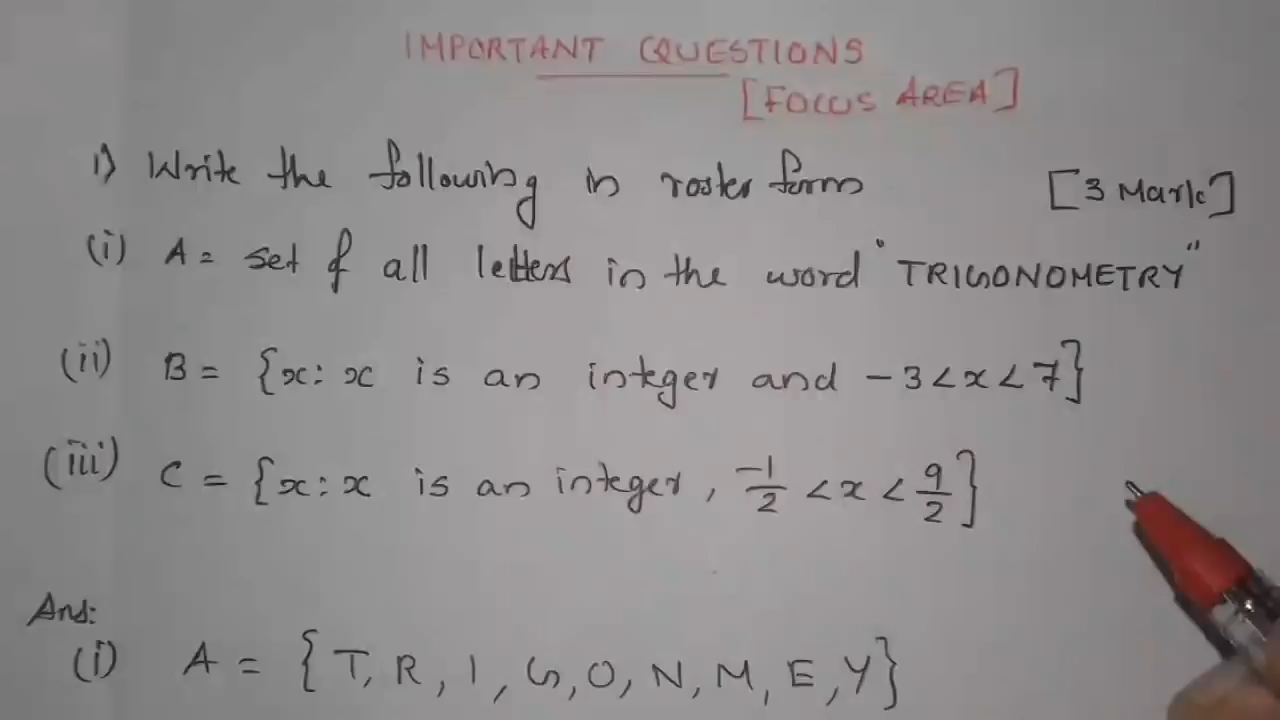 IMPORTANT QUESTIONS
[FOCUS AREA]
1) Write the following in roster form [3 Mark]
(i) A = set of all letters in the word "TRIGONOMETRY"
(ii) B = {x: x is an integer and -3 < x < 7}
(iii) C = {x: x is an integer, -1/2 < x < 9/2}
Ans:
(i) A = {T, R, I, G, O, N, M, E, Y}